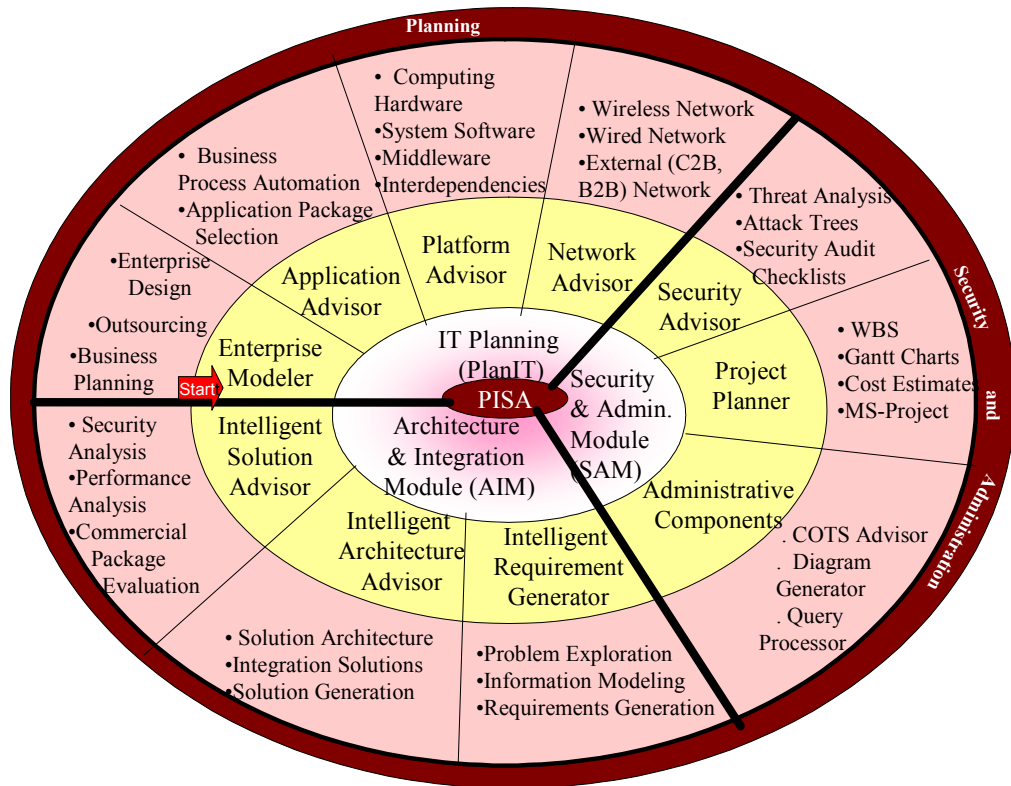 Planning
• Computing
Hardware
•System Software
•Middleware
•Interdependencies
• Wireless Network
•Wired Network
•External (C2B,
B2B) Network
• Business
Process Automation
•Application Package
Selection
• Threat Analysis
•Attack Trees
•Security Audit
Checklists
•Enterprise
Design
•Outsourcing
•Business
Planning
Start
Platform
Advisor
Network
Advisor
Application
Advisor
Security
Advisor
Enterprise
Modeler
Project
Planner
• WBS
•Gantt Charts
•Cost Estimates
•MS-Project
Security
and
Administration
IT Planning
(PlanIT)
PISA
Security
& Admin.
Module
(SAM)
Architecture
& Integration
Module (AIM)
Intelligent
Solution
Advisor
• Security
Analysis
•Performance
Analysis
•Commercial
Package
Evaluation
Intelligent
Architecture
Advisor
Intelligent
Requirement
Generator
Administrative
Components
. COTS Advisor
. Diagram
Generator
. Query
Processor
• Solution Architecture
•Integration Solutions
•Solution Generation
•Problem Exploration
•Information Modeling
•Requirements Generation